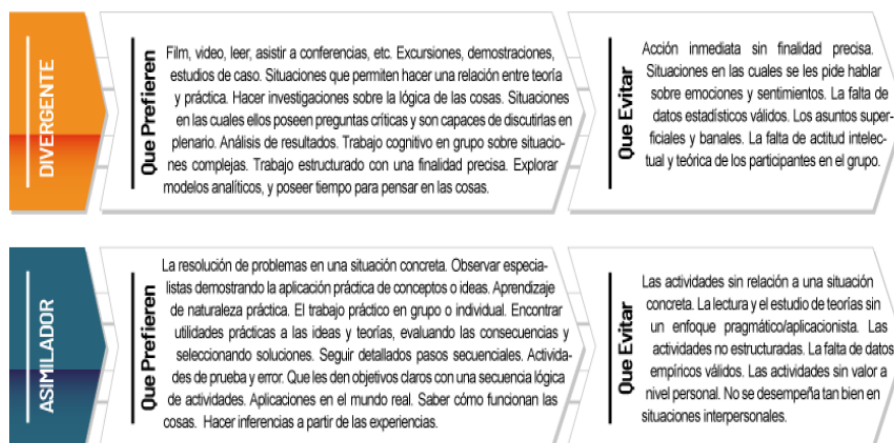 DIVERGENTE
Que Prefieren
Film, video, leer, asistir a conferencias, etc. Excursiones, demostraciones,
estudios de caso. Situaciones que permiten hacer una relación entre teoría
y práctica. Hacer investigaciones sobre la lógica de las cosas. Situaciones
en las cuales ellos poseen preguntas críticas y son capaces de discutirlas en
plenario. Análisis de resultados. Trabajo cognitivo en grupo sobre situacio-
nes complejas. Trabajo estructurado con una finalidad precisa. Explorar
modelos analíticos, y poseer tiempo para pensar en las cosas.
Que Evitar
Acción inmediata sin finalidad precisa.
Situaciones en las cuales se les pide hablar
sobre emociones y sentimientos. La falta de
datos estadísticos válidos. Los asuntos super-
ficiales y banales. La falta de actitud intelec-
tual y teórica de los participantes en el grupo.
ASIMILADOR
Que Prefieren
La resolución de problemas en una situación concreta. Observar especia-
listas demostrando la aplicación práctica de conceptos o ideas. Aprendizaje
de naturaleza práctica. El trabajo práctico en grupo o individual. Encontrar
utilidades prácticas a las ideas y teorías, evaluando las consecuencias y
seleccionando soluciones. Seguir detallados pasos secuenciales. Activida-
des de prueba y error. Que les den objetivos claros con una secuencia lógica
de actividades. Aplicaciones en el mundo real. Saber cómo funcionan las
cosas. Hacer inferencias a partir de las experiencias.
Que Evitar
Las actividades sin relación a una situación
concreta. La lectura y el estudio de teorías sin
un enfoque pragmático/aplicacionista. Las
actividades no estructuradas. La falta de datos
empíricos válidos. Las actividades sin valor a
nivel personal. No se desempeña tan bien en
situaciones interpersonales.